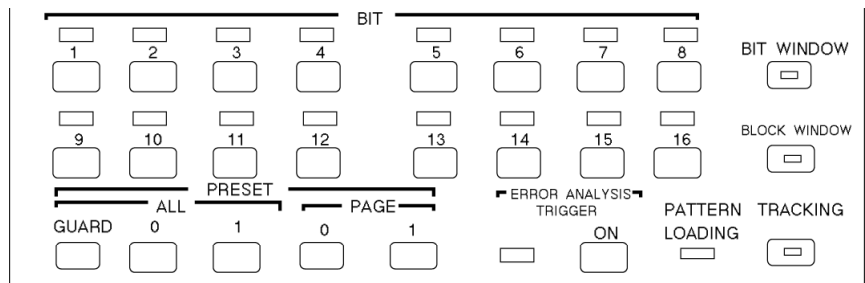 BIT
1 2 3 4 5 6 7 8
BIT WINDOW
9 10 11 12 13 14 15 16
BLOCK WINDOW
PRESET
ALL PAGE
ERROR ANALYSIS
TRIGGER
GUARD 0 1 0 1
ON
PATTERN
LOADING
TRACKING